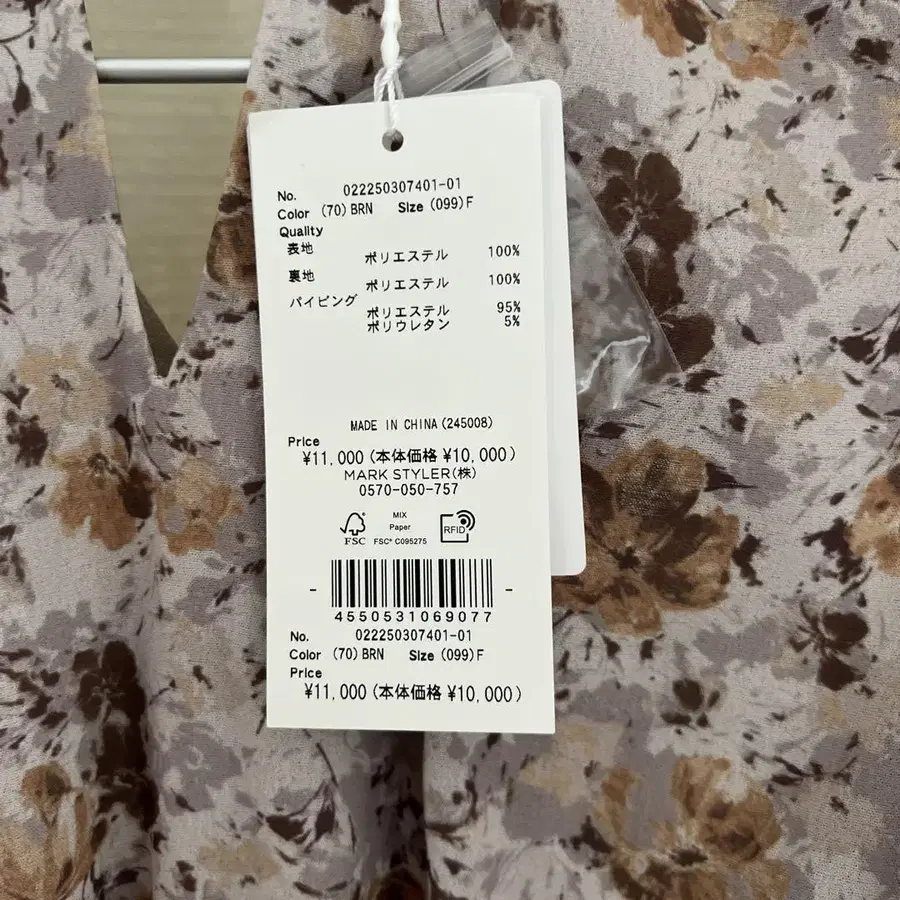 No. 022250307401-01
Color (70) BRN Size (099) F
Quality
表地 ポリエステル 100%
裏地 ポリエステル 100%
パイピング ポリエステル 95%
ポリウレタン 5%
MADE IN CHINA (245008)
Price
¥11,000 (本体価格 ¥10,000)
MARK STYLER(株)
0570-050-757
FSC® MIX Paper FSC® C095275 RFID
4550531069077
No. 022250307401-01
Color (70) BRN Size (099) F
Price
¥11,000 (本体価格 ¥10,000)